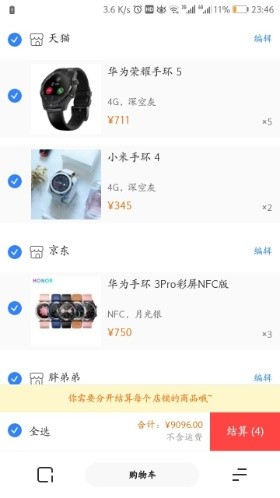 3.6 K/s 11% 23:46
天猫 编辑
华为荣耀手环 5
4G，深空灰
¥711 ×5
小米手环 4
4G，深空灰
¥345 ×2
京东 编辑
HONOR
华为手环 3Pro彩屏NFC版
NFC，月光银
¥750 ×3
胖弟弟 编辑
你需要分开结算每个店铺的商品哦~
全选 合计：¥9096.00 结算 (4)
不含运费
购物车